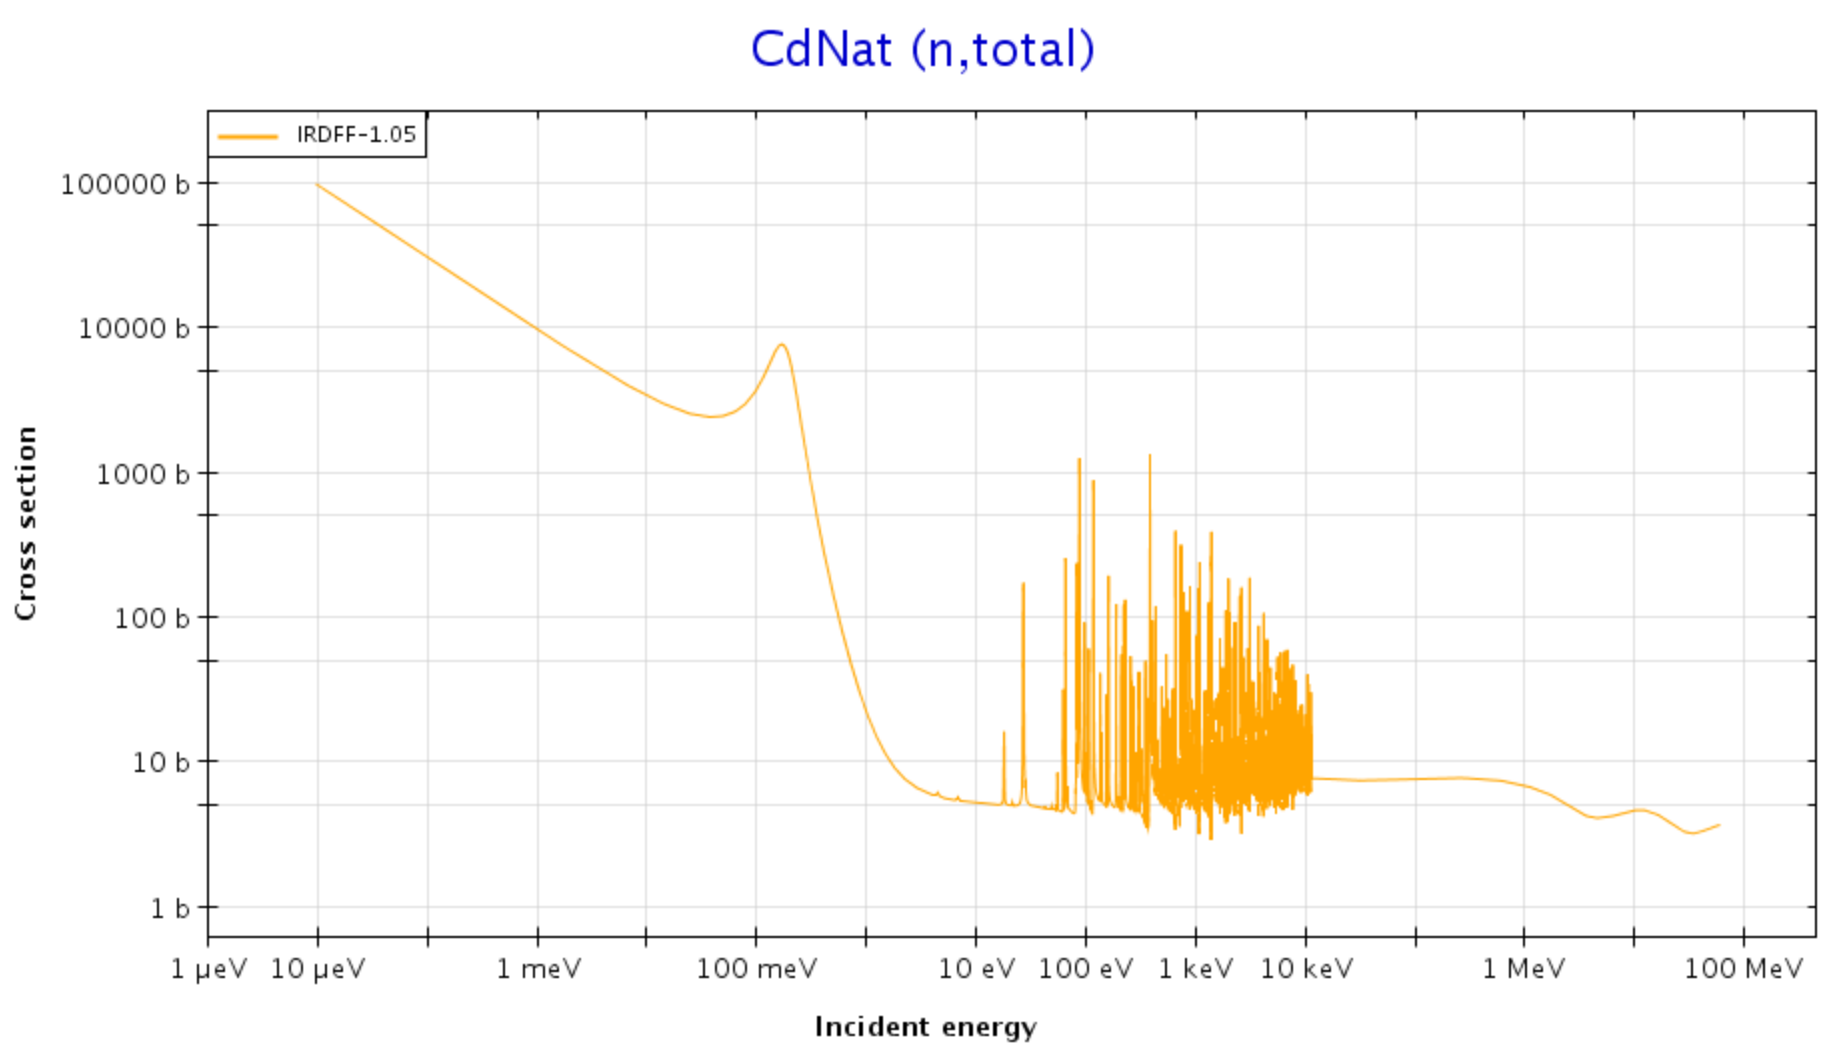 CdNat (n,total)
IRDFF-1.05
100000 b
10000 b
1000 b
100 b
10 b
1 b
Cross section
1 µeV 10 µeV 1 meV 100 meV 10 eV 100 eV 1 keV 10 keV 1 MeV 100 MeV
Incident energy